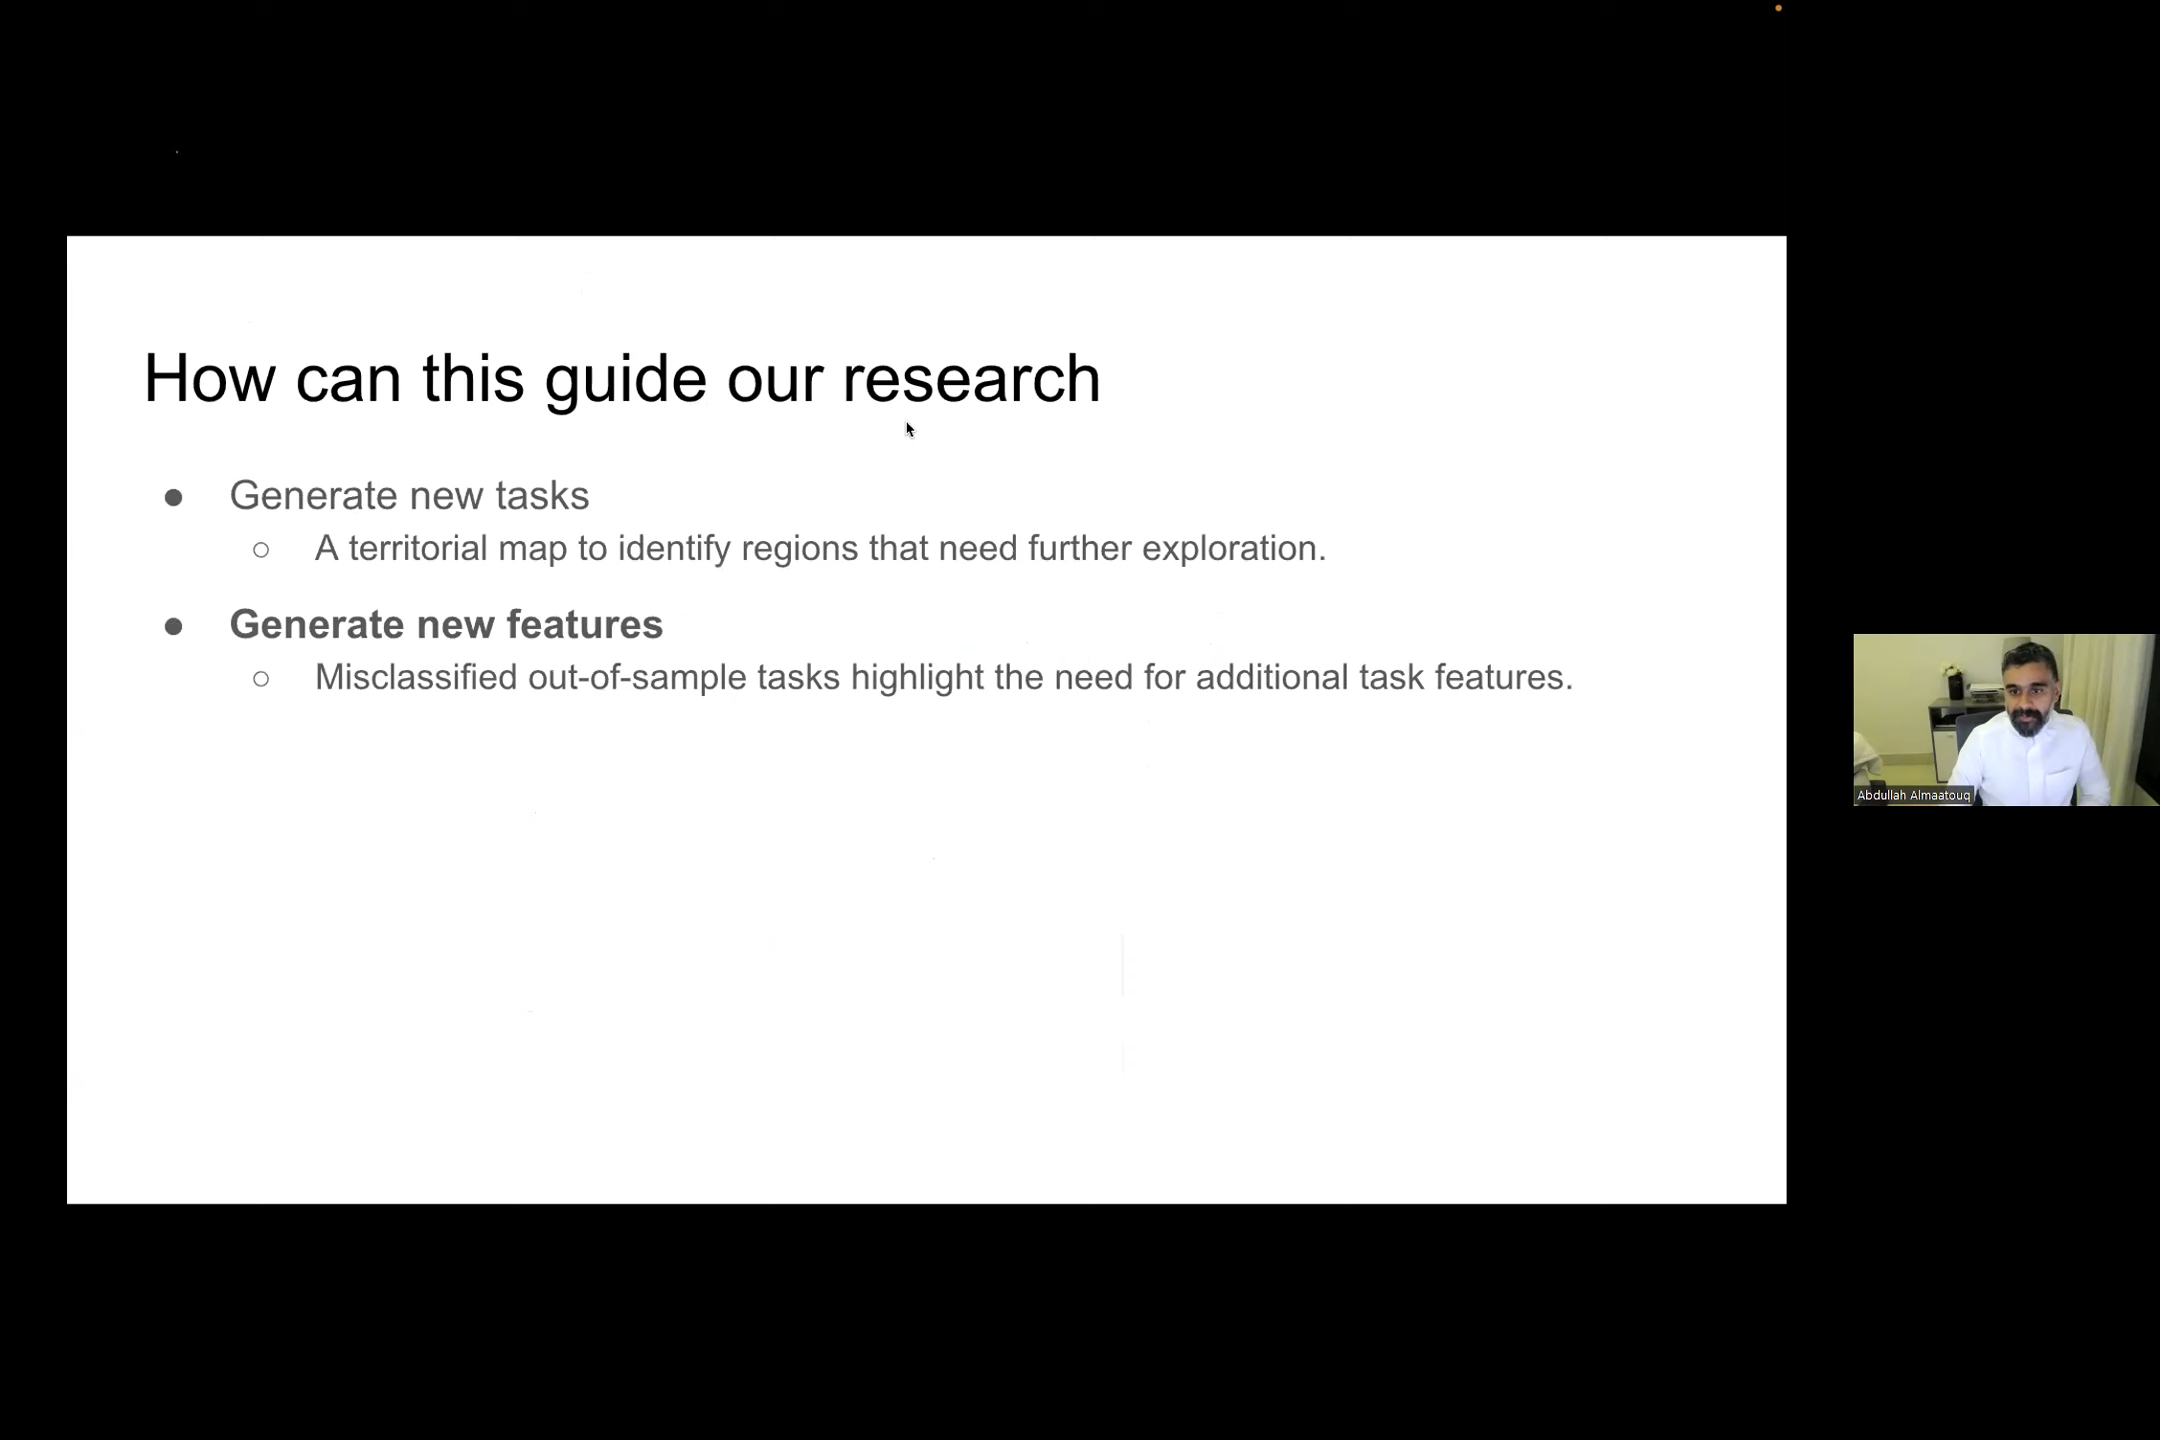 How can this guide our research
● Generate new tasks
○ A territorial map to identify regions that need further exploration.
● Generate new features
○ Misclassified out-of-sample tasks highlight the need for additional task features.
Abdullah Almaatouq